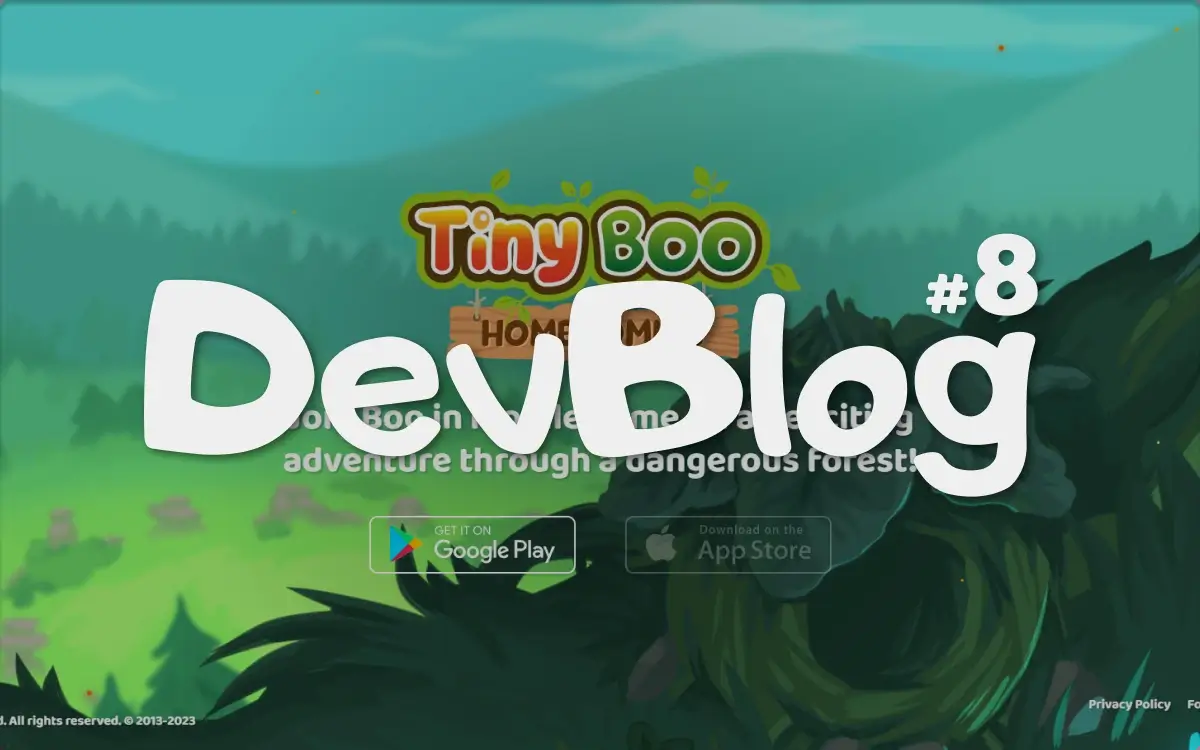 Tiny Boo
#8
DevBlog
adventure through a dangerous forest!
GET IT ON
Google Play
Download on the
App Store
Privacy Policy
. All rights reserved. © 2013-2023